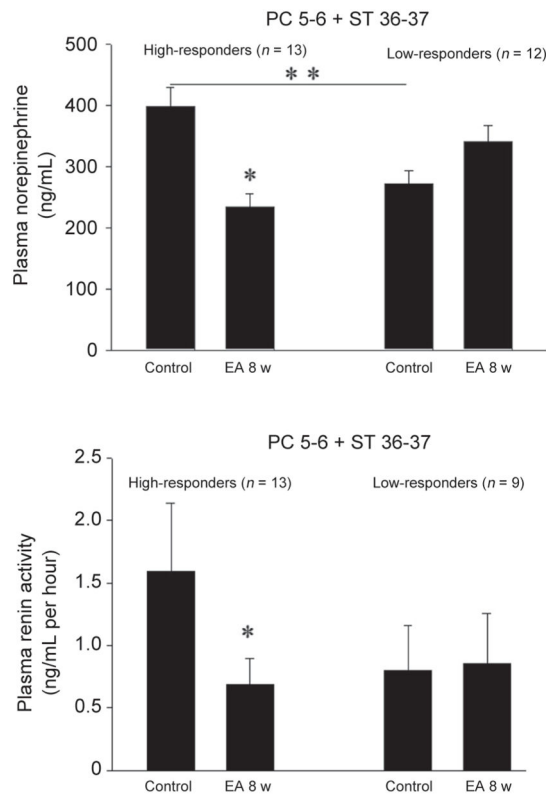 PC 5-6 + ST 36-37
High-responders (n = 13)
Low-responders (n = 12)
**
*
Plasma norepinephrine
(ng/mL)
500
400
300
200
100
0
Control
EA 8 w
Control
EA 8 w
PC 5-6 + ST 36-37
High-responders (n = 13)
Low-responders (n = 9)
*
Plasma renin activity
(ng/mL per hour)
2.5
2.0
1.5
1.0
0.5
0
Control
EA 8 w
Control
EA 8 w